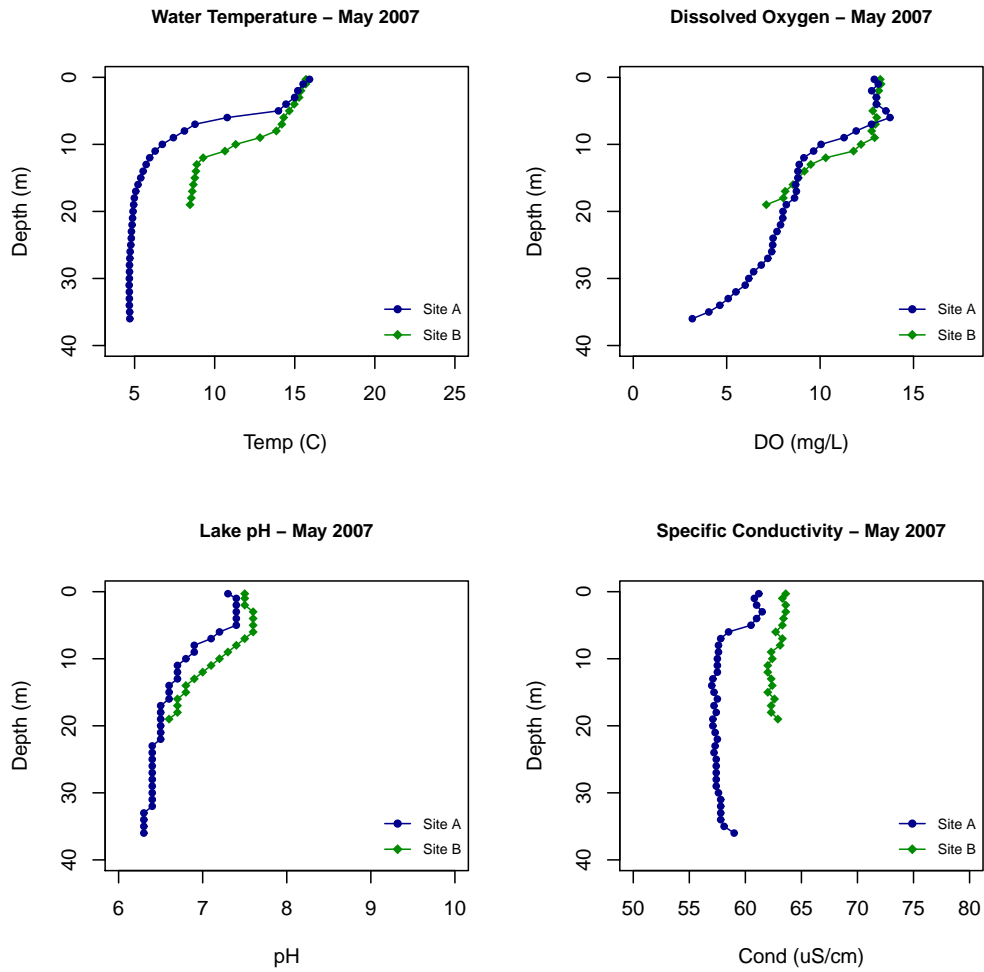 Water Temperature – May 2007
0
10
20
30
40
Depth (m)
Site A
Site B
5 10 15 20 25
Temp (C)
Dissolved Oxygen – May 2007
0
10
20
30
40
Depth (m)
Site A
Site B
0 5 10 15
DO (mg/L)
Lake pH – May 2007
0
10
20
30
40
Depth (m)
Site A
Site B
6 7 8 9 10
pH
Specific Conductivity – May 2007
0
10
20
30
40
Depth (m)
Site A
Site B
50 55 60 65 70 75 80
Cond (uS/cm)